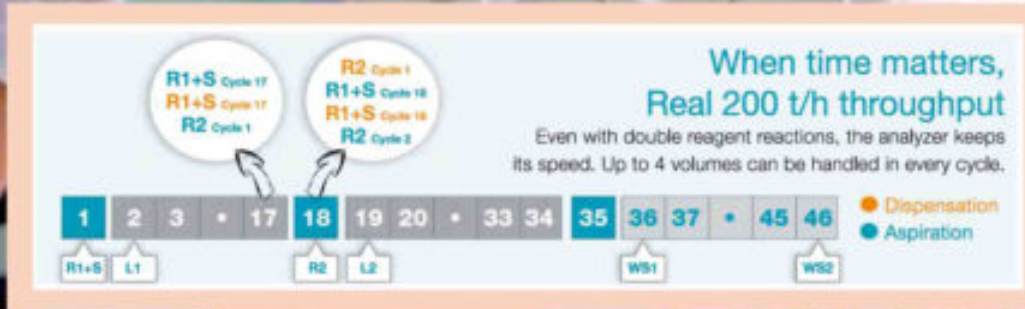 R1+S Cycle 17
R1+S Cycle 17
R2 Cycle 1
R2 Cycle 1
R1+S Cycle 18
R1+S Cycle 18
R2 Cycle 2
When time matters,
Real 200 t/h throughput
Even with double reagent reactions, the analyzer keeps
its speed. Up to 4 volumes can be handled in every cycle.
1 2 3 • 17 18 19 20 • 33 34 35 36 37 • 45 46
Dispensation
Aspiration
R1+S L1 R2 L2 WS1 WS2